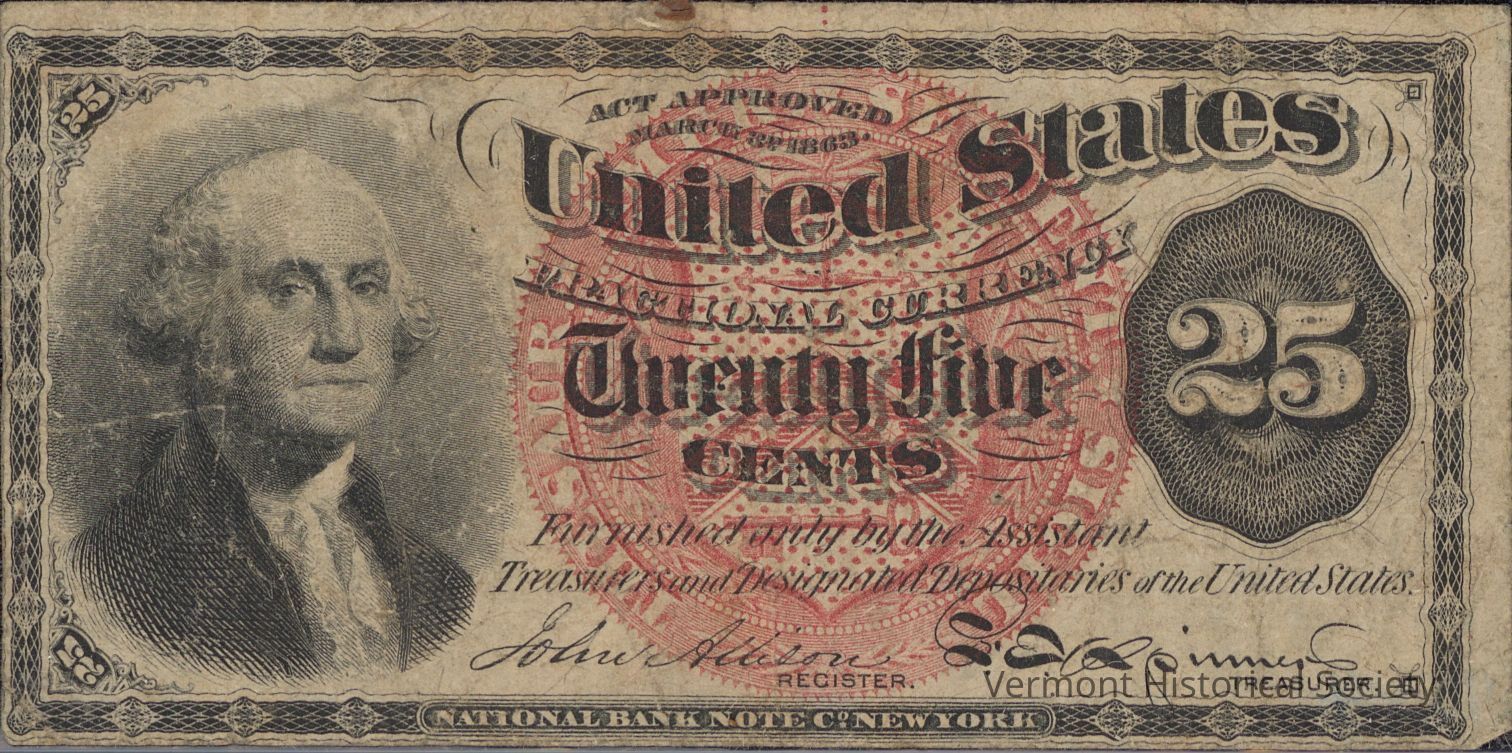 25
ACT APPROVED
MARCH 3RD 1863.
United States
FRACTIONAL CURRENCY
Twenty Five
CENTS
25
Furnished only by the Assistant
Treasurers and Designated Depositaries of the United States.
John Allison
REGISTER.
F. E. Spinner
TREASURER.
25
NATIONAL BANK NOTE CO. NEW YORK
Vermont Historical Society